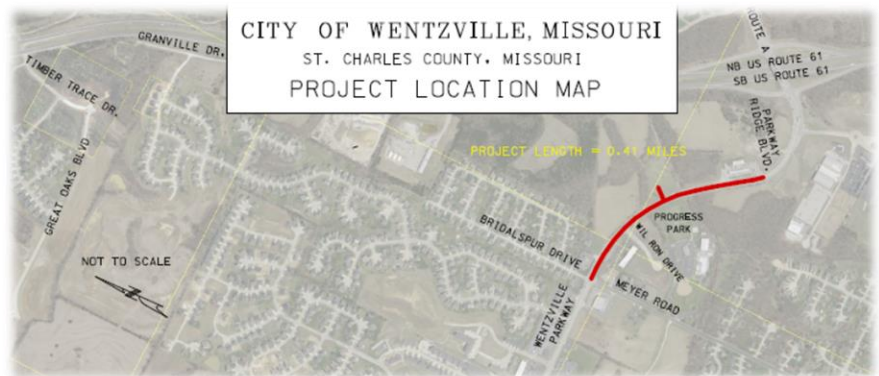 CITY OF WENTZVILLE, MISSOURI
ST. CHARLES COUNTY, MISSOURI
PROJECT LOCATION MAP
GRANVILLE DR.
TIMBER TRACE DR.
GREAT OAKS BLVD
NOT TO SCALE
ROUTE A
NB US ROUTE 61
SB US ROUTE 61
PARKWAY
RIDGE BLVD.
PROJECT LENGTH = 0.41 MILES
PROGRESS
PARK
BRIDALSPUR DRIVE
WIL RON DRIVE
MEYER ROAD
WENTZVILLE
PARKWAY